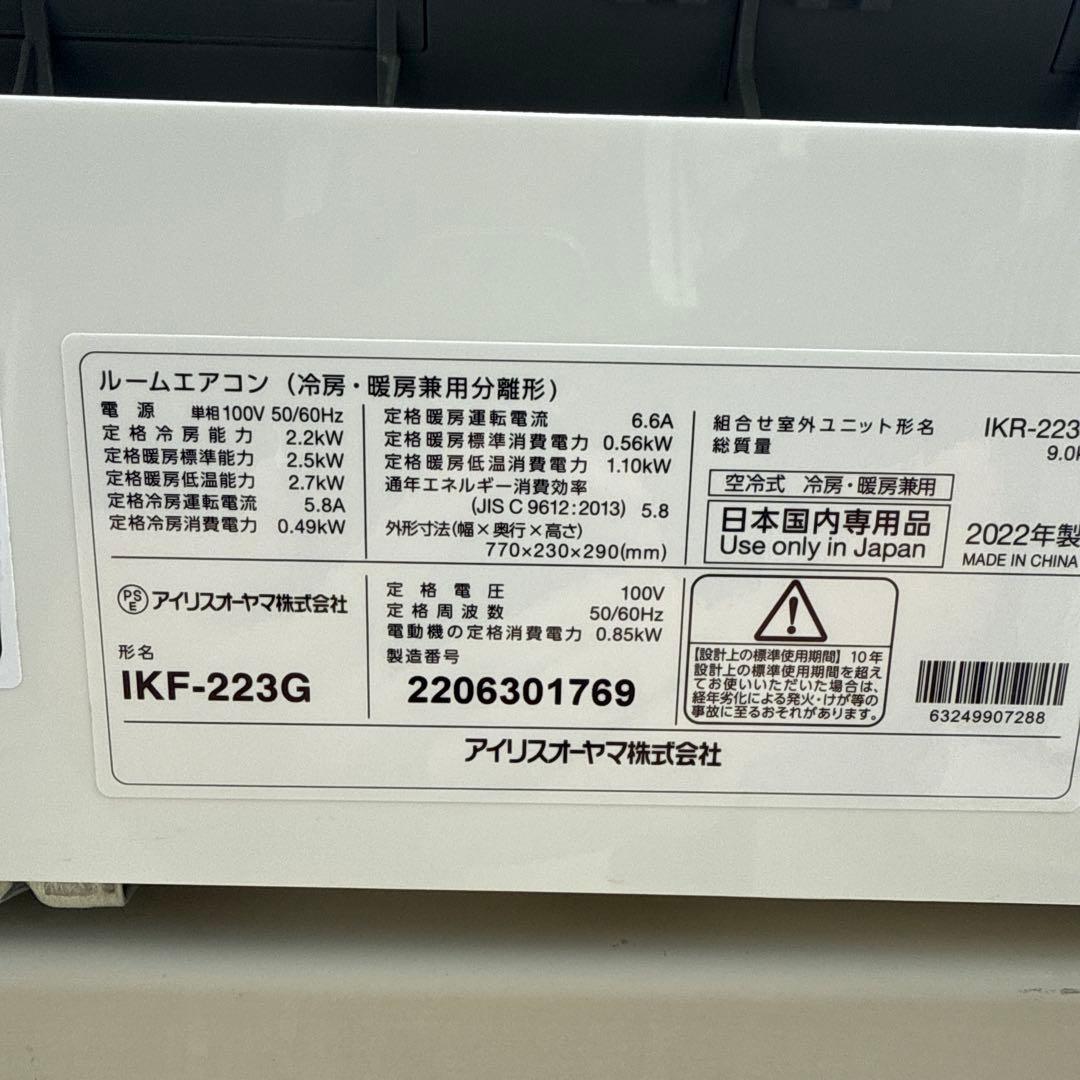 ルームエアコン（冷房・暖房兼用分離形）
電源 単相100V 50/60Hz
定格冷房能力 2.2kW
定格暖房標準能力 2.5kW
定格暖房低温能力 2.7kW
定格冷房運転電流 5.8A
定格冷房消費電力 0.49kW
定格暖房運転電流 6.6A
定格暖房標準消費電力 0.56kW
定格暖房低温消費電力 1.10kW
通年エネルギー消費効率
(JIS C 9612:2013) 5.8
外形寸法(幅×奥行×高さ)
770×230×290(mm)
組合せ室外ユニット形名 IKR-223
総質量 9.0
空冷式 冷房・暖房兼用
日本国内専用品
Use only in Japan
2022年製
MADE IN CHINA
PSE アイリスオーヤマ株式会社
形名
IKF-223G
定格電圧 100V
定格周波数 50/60Hz
電動機の定格消費電力 0.85kW
製造番号
2206301769
【設計上の標準使用期間】10年
設計上の標準使用期間を超え
てお使いいただいた場合は、
経年劣化による発火・けが等の
事故に至るおそれがあります。
63249907288
アイリスオーヤマ株式会社